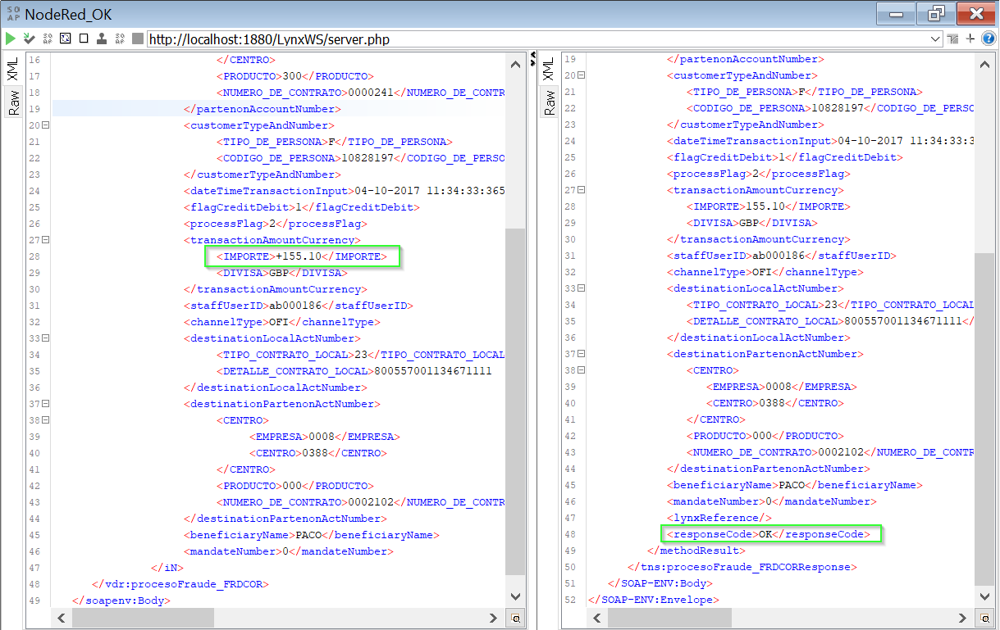 SO
AP
NodeRed_OK
http://localhost:1880/LynxWS/server.php
XML
Raw
16 </CENTRO>
17 <PRODUCTO>300</PRODUCTO>
18 <NUMERO_DE_CONTRATO>0000241</NUMERO_DE_CONTR
19 </partenonAccountNumber>
20 <customerTypeAndNumber>
21 <TIPO_DE_PERSONA>F</TIPO_DE_PERSONA>
22 <CODIGO_DE_PERSONA>10828197</CODIGO_DE_PERSO
23 </customerTypeAndNumber>
24 <dateTimeTransactionInput>04-10-2017 11:34:33:365
25 <flagCreditDebit>1</flagCreditDebit>
26 <processFlag>2</processFlag>
27 <transactionAmountCurrency>
28 <IMPORTE>+155.10</IMPORTE>
29 <DIVISA>GBP</DIVISA>
30 </transactionAmountCurrency>
31 <staffUserID>ab000186</staffUserID>
32 <channelType>OFI</channelType>
33 <destinationLocalActNumber>
34 <TIPO_CONTRATO_LOCAL>23</TIPO_CONTRATO_LOCAL
35 <DETALLE_CONTRATO_LOCAL>800557001134671111
36 </destinationLocalActNumber>
37 <destinationPartenonActNumber>
38 <CENTRO>
39 <EMPRESA>0008</EMPRESA>
40 <CENTRO>0388</CENTRO>
41 </CENTRO>
42 <PRODUCTO>000</PRODUCTO>
43 <NUMERO_DE_CONTRATO>0002102</NUMERO_DE_CONTR
44 </destinationPartenonActNumber>
45 <beneficiaryName>PACO</beneficiaryName>
46 <mandateNumber>0</mandateNumber>
47 </iN>
48 </vdr:procesoFraude_FRDCOR>
49 </soapenv:Body>
XML
Raw
19 </partenonAccountNumber>
20 <customerTypeAndNumber>
21 <TIPO_DE_PERSONA>F</TIPO_DE_PERSONA>
22 <CODIGO_DE_PERSONA>10828197</CODIGO_DE_PERSO
23 </customerTypeAndNumber>
24 <dateTimeTransactionInput>04-10-2017 11:34:33:3
25 <flagCreditDebit>1</flagCreditDebit>
26 <processFlag>2</processFlag>
27 <transactionAmountCurrency>
28 <IMPORTE>155.10</IMPORTE>
29 <DIVISA>GBP</DIVISA>
30 </transactionAmountCurrency>
31 <staffUserID>ab000186</staffUserID>
32 <channelType>OFI</channelType>
33 <destinationLocalActNumber>
34 <TIPO_CONTRATO_LOCAL>23</TIPO_CONTRATO_LOCAL
35 <DETALLE_CONTRATO_LOCAL>800557001134671111</
36 </destinationLocalActNumber>
37 <destinationPartenonActNumber>
38 <CENTRO>
39 <EMPRESA>0008</EMPRESA>
40 <CENTRO>0388</CENTRO>
41 </CENTRO>
42 <PRODUCTO>000</PRODUCTO>
43 <NUMERO_DE_CONTRATO>0002102</NUMERO_DE_CONTR
44 </destinationPartenonActNumber>
45 <beneficiaryName>PACO</beneficiaryName>
46 <mandateNumber>0</mandateNumber>
47 <lynxReference/>
48 <responseCode>OK</responseCode>
49 </methodResult>
50 </tns:procesoFraude_FRDCORResponse>
51 </SOAP-ENV:Body>
52 </SOAP-ENV:Envelope>